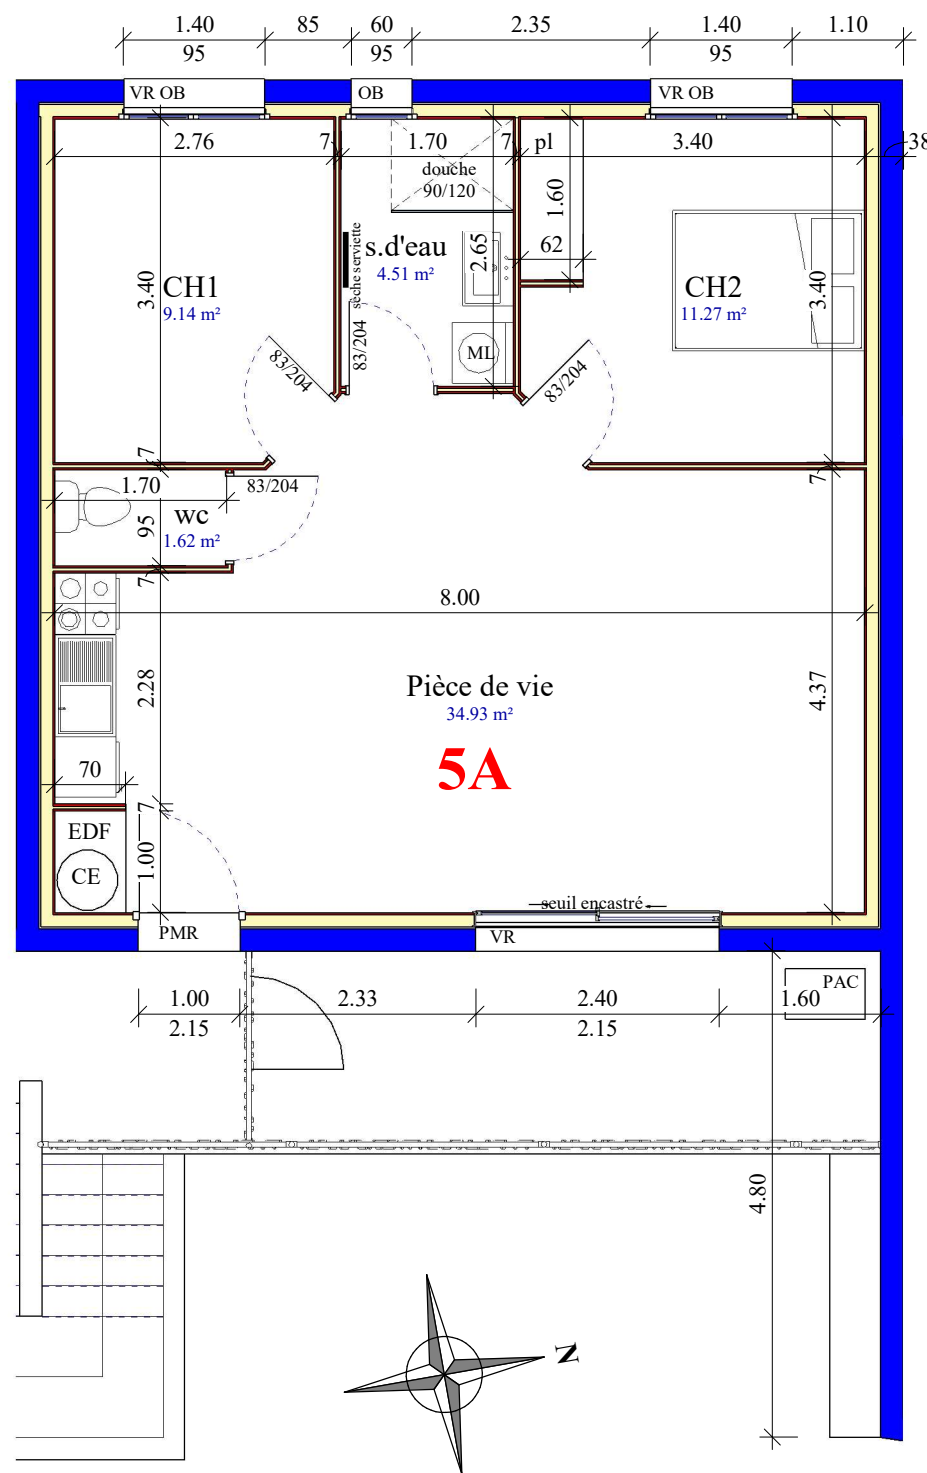 1.40 85 60 2.35 1.40 1.10
95 95 95
VR OB OB VR OB
2.76 7 1.70 7 pl 3.40 38
douche
90/120
1.60
sèche serviette
s.d'eau
4.51 m²
2.65
62
CH1
9.14 m²
3.40
CH2
11.27 m²
3.40
ML
83/204
83/204
83/204
7
7
1.70
83/204
wc
1.62 m²
95
7
8.00
2.28
Pièce de vie
34.93 m²
4.37
5A
70
7
EDF
CE
1.00
seuil encastré
PMR
VR
PAC
1.00 2.33 2.40 1.60
2.15 2.15
4.80
N